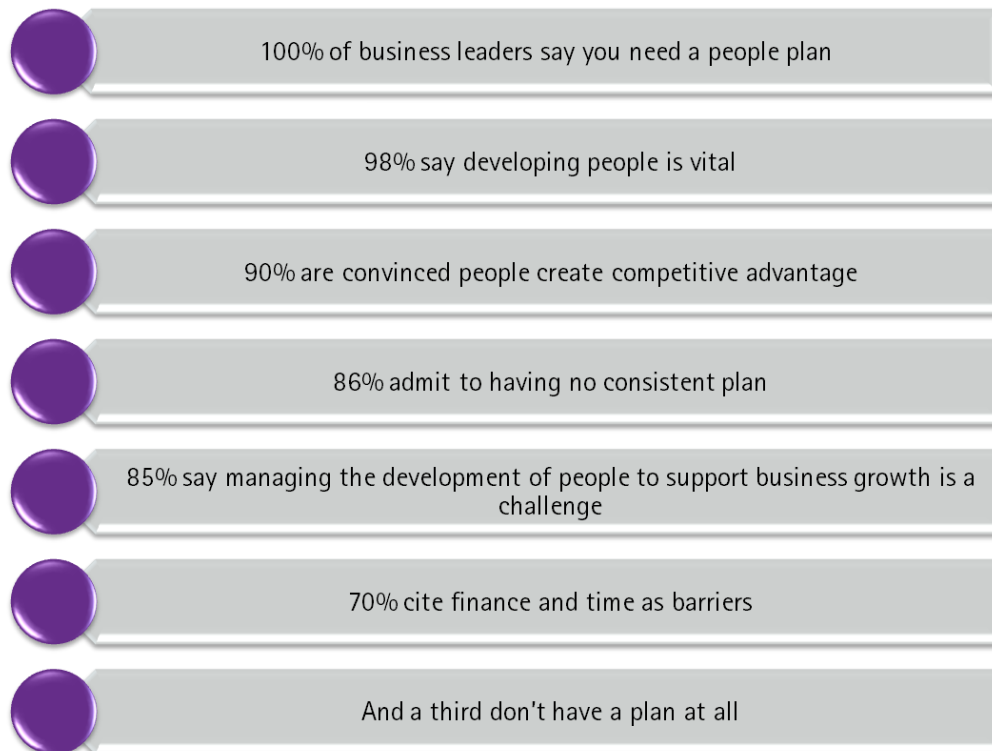 100% of business leaders say you need a people plan
98% say developing people is vital
90% are convinced people create competitive advantage
86% admit to having no consistent plan
85% say managing the development of people to support business growth is a
challenge
70% cite finance and time as barriers
And a third don't have a plan at all